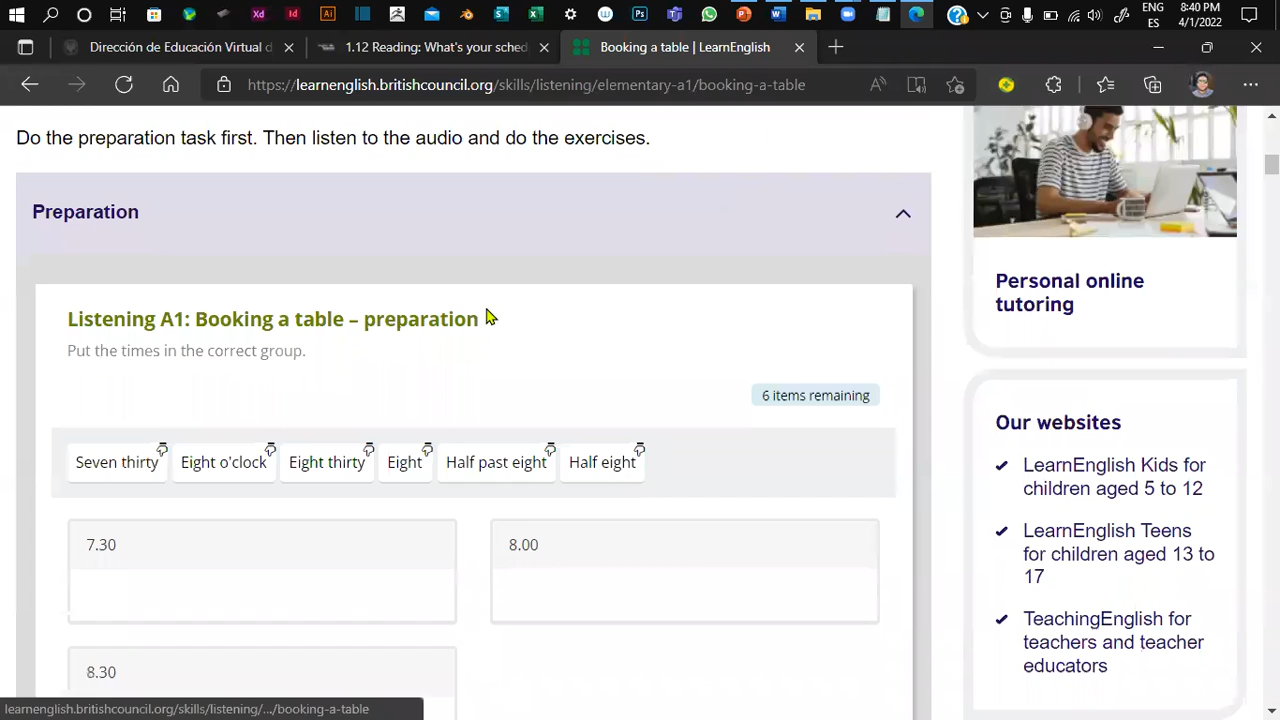 ENG
ES
8:40 PM
4/1/2022
Dirección de Educación Virtual d
1.12 Reading: What's your sched
Booking a table | LearnEnglish
https://learnenglish.britishcouncil.org/skills/listening/elementary-a1/booking-a-table
Do the preparation task first. Then listen to the audio and do the exercises.
Preparation
Listening A1: Booking a table – preparation
Put the times in the correct group.
6 items remaining
Seven thirty
Eight o'clock
Eight thirty
Eight
Half past eight
Half eight
7.30
8.00
8.30
Personal online
tutoring
Our websites
LearnEnglish Kids for
children aged 5 to 12
LearnEnglish Teens
for children aged 13 to
17
TeachingEnglish for
teachers and teacher
educators
learnenglish.britishcouncil.org/skills/listening/.../booking-a-table